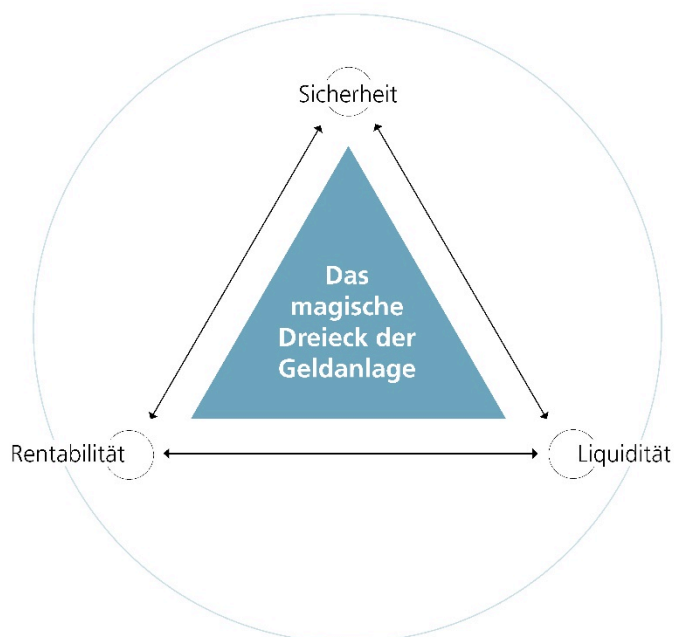 Sicherheit
Das
magische
Dreieck der
Geldanlage
Rentabilität
Liquidität